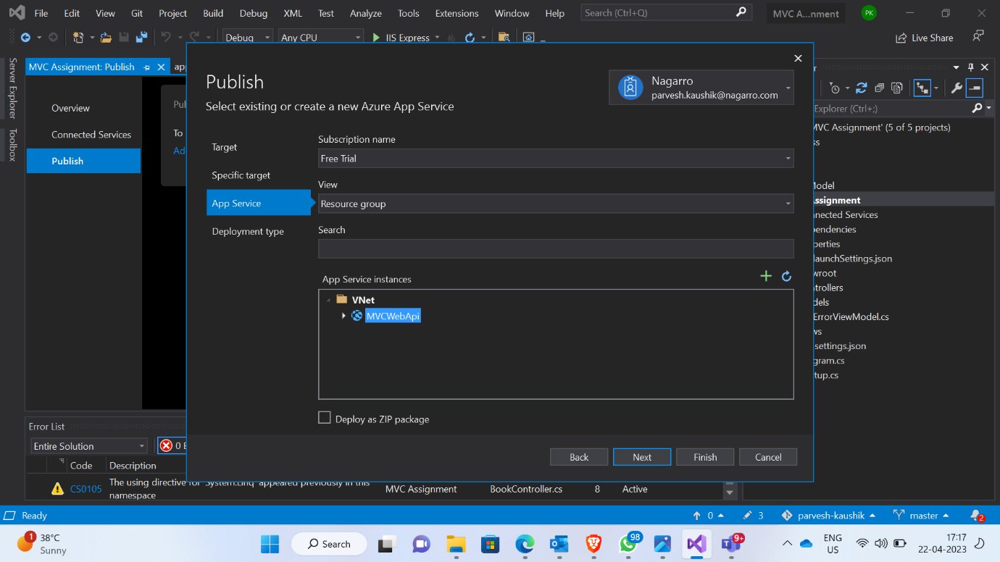 File Edit View Git Project Build Debug XML Test Analyze Tools Extensions Window Help Search (Ctrl+Q) MVC A...nment PK
Debug Any CPU IIS Express Live Share
Server Explorer
Toolbox
MVC Assignment: Publish
Overview
Connected Services
Publish
To
Publish
Select existing or create a new Azure App Service
Nagarro
parvesh.kaushik@nagarro.com
Target
Specific target
App Service
Deployment type
Subscription name
Free Trial
View
Resource group
Search
App Service instances
VNet
MVCWebApi
Deploy as ZIP package
Back Next Finish Cancel
Explorer (Ctrl+;)
MVC Assignment' (5 of 5 projects)
ss
odel
ssignment
nnected Services
pendencies
perties
launchSettings.json
wroot
ntrollers
dels
ErrorViewModel.cs
ws
settings.json
gram.cs
tup.cs
Error List
Entire Solution 0 E
Code Description
CS0105 The using directive for 'System.Linq' appeared previously in this
namespace
MVC Assignment BookController.cs 8 Active
Ready 0 3 parvesh-kaushik master 2
1 38°C
Sunny
Search
98
9+
ENG
US
17:17
22-04-2023